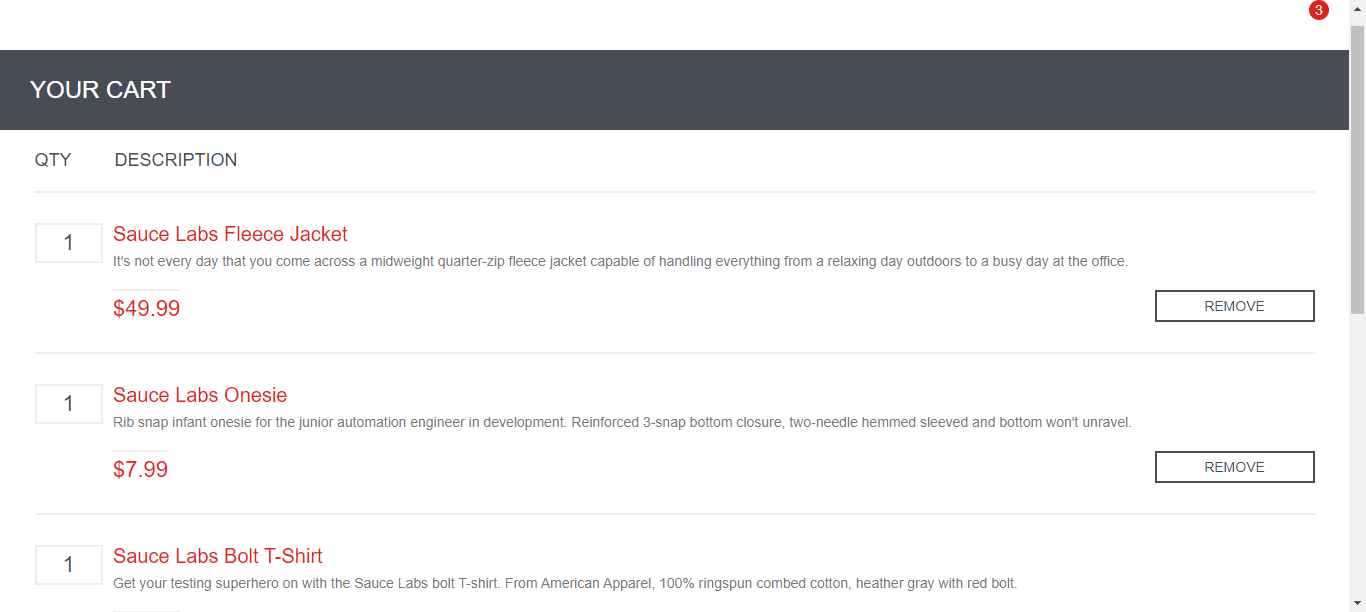 3
YOUR CART
QTY DESCRIPTION
1 Sauce Labs Fleece Jacket
It's not every day that you come across a midweight quarter-zip fleece jacket capable of handling everything from a relaxing day outdoors to a busy day at the office.
$49.99 REMOVE
1 Sauce Labs Onesie
Rib snap infant onesie for the junior automation engineer in development. Reinforced 3-snap bottom closure, two-needle hemmed sleeved and bottom won't unravel.
$7.99 REMOVE
1 Sauce Labs Bolt T-Shirt
Get your testing superhero on with the Sauce Labs bolt T-shirt. From American Apparel, 100% ringspun combed cotton, heather gray with red bolt.